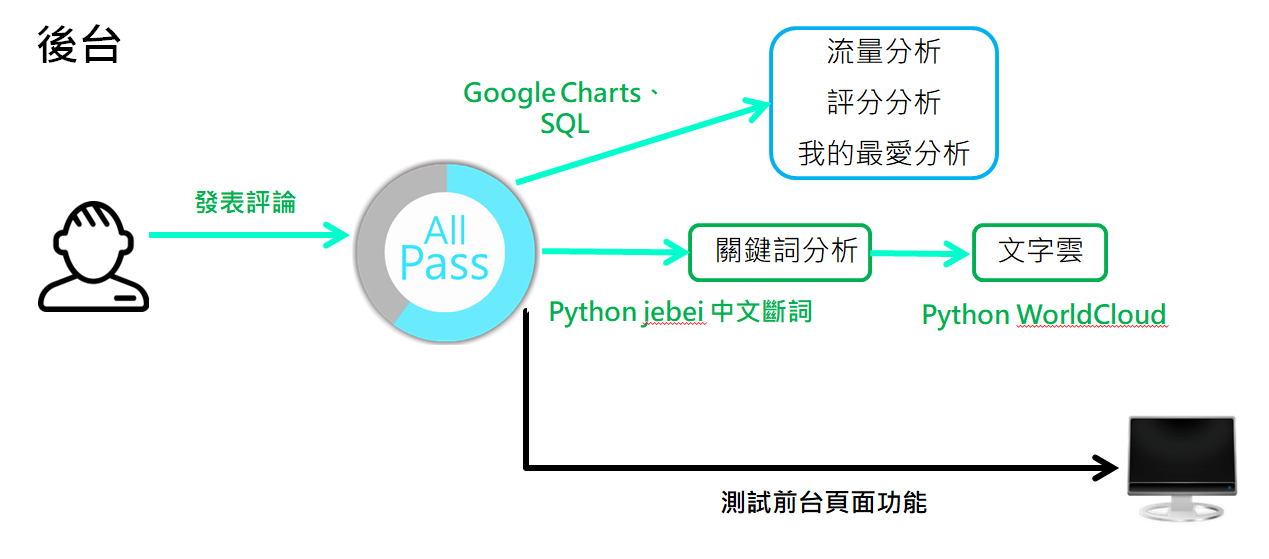 後台
Google Charts、
SQL
流量分析
評分分析
我的最愛分析
發表評論
All
Pass
關鍵詞分析
文字雲
Python jebei 中文斷詞
Python WorldCloud
測試前台頁面功能